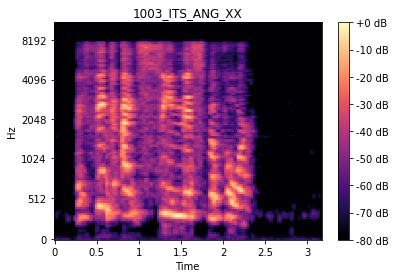 1003_ITS_ANG_XX
8192
4096
2048
1024
512
0
Hz
0
0.5
1
1.5
2
2.5
3
Time
+0 dB
-10 dB
-20 dB
-30 dB
-40 dB
-50 dB
-60 dB
-70 dB
-80 dB